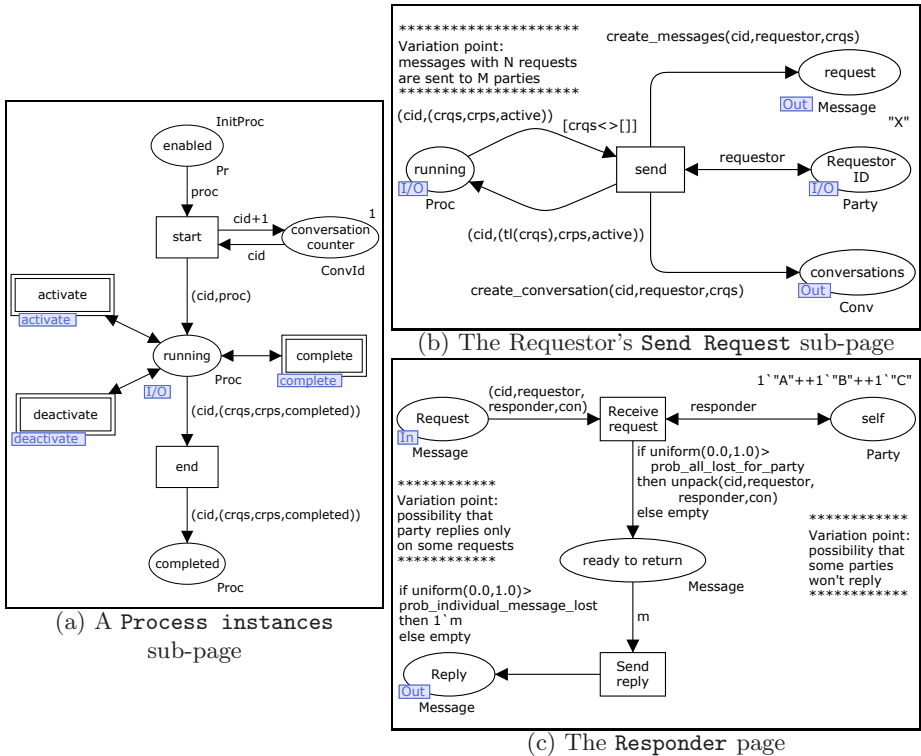 InitProc
enabled
Pr
proc
cid+1
1
start
conversation
counter
cid
ConvId
activate
activate
(cid,proc)
running
complete
Proc
complete
I/O
deactivate
deactivate
(cid,(crqs,crps,completed))
end
(cid,(crqs,crps,completed))
completed
Proc
(a) A Process instances
sub-page
********************
Variation point:
messages with N requests
are sent to M parties
********************
create_messages(cid,requestor,crqs)
request
Out
Message
(cid,(crqs,crps,active))
[crqs<>[]]
"X"
running
I/O
Proc
send
requestor
Requestor
ID
I/O
Party
(cid,(tl(crqs),crps,active))
conversations
create_conversation(cid,requestor,crqs)
Out
Conv
(b) The Requestor's Send Request sub-page
(cid,requestor,
responder,con)
1`"A"++1`"B"++1`"C"
Request
In
Message
Receive
request
responder
self
Party
if uniform(0.0,1.0)>
prob_all_lost_for_party
then unpack(cid,requestor,
responder,con)
else empty
************
Variation point:
possibility that
party replies only
on some requests
************
************
Variation point:
possibility that
some parties
won't reply
************
ready to return
Message
if uniform(0.0,1.0)>
prob_individual_message_lost
then 1`m
else empty
m
Reply
Out
Message
Send
reply
(c) The Responder page